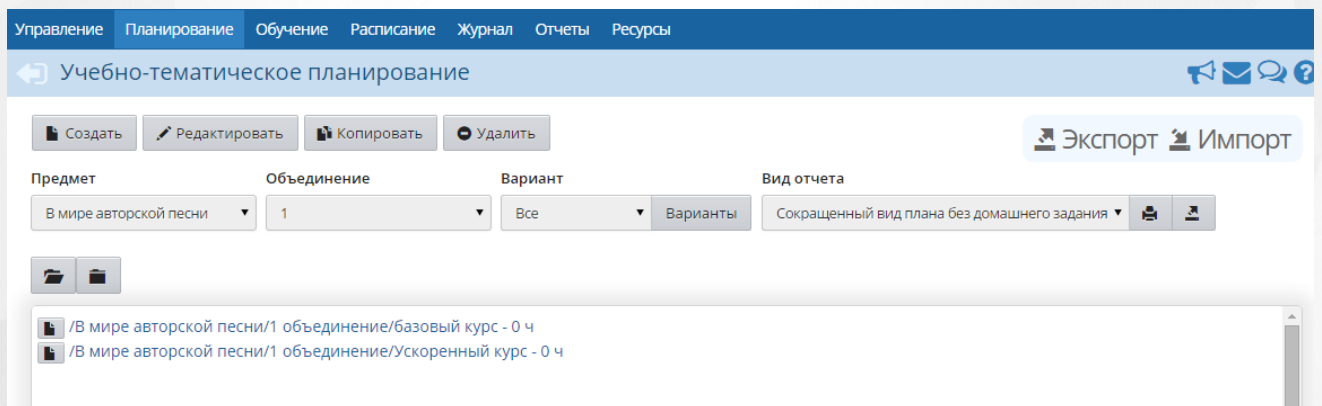 Управление Планирование Обучение Расписание Журнал Отчеты Ресурсы
Учебно-тематическое планирование
Создать Редактировать Копировать Удалить Экспорт Импорт
Предмет Объединение Вариант Вид отчета
В мире авторской песни 1 Все Варианты Сокращенный вид плана без домашнего задания
/В мире авторской песни/1 объединение/базовый курс - 0 ч
/В мире авторской песни/1 объединение/Ускоренный курс - 0 ч